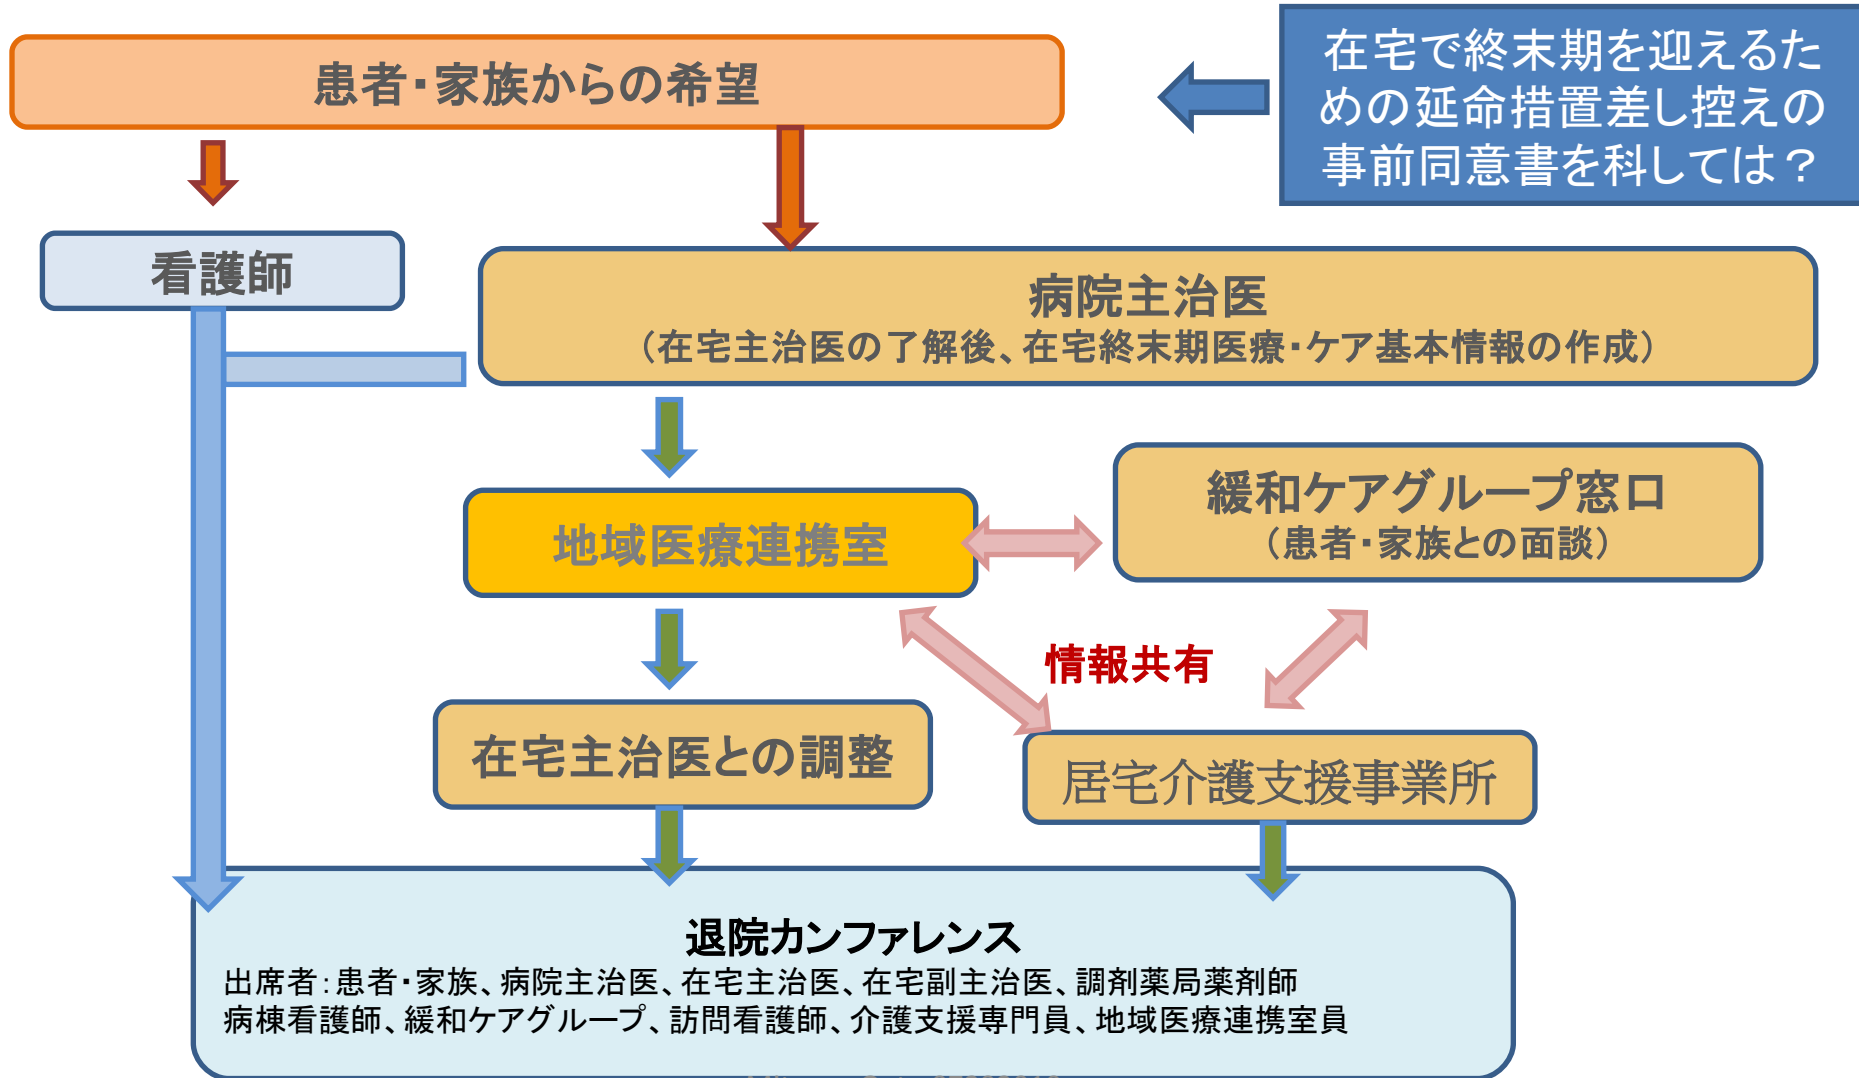 患者・家族からの希望
在宅で終末期を迎えるた
めの延命措置差し控えの
事前同意書を科しては？
看護師
病院主治医
（在宅主治医の了解後、在宅終末期医療・ケア基本情報の作成）
地域医療連携室
緩和ケアグループ窓口
（患者・家族との面談）
情報共有
在宅主治医との調整
居宅介護支援事業所
退院カンファレンス
出席者：患者・家族、病院主治医、在宅主治医、在宅副主治医、調剤薬局薬剤師
病棟看護師、緩和ケアグループ、訪問看護師、介護支援専門員、地域医療連携室員